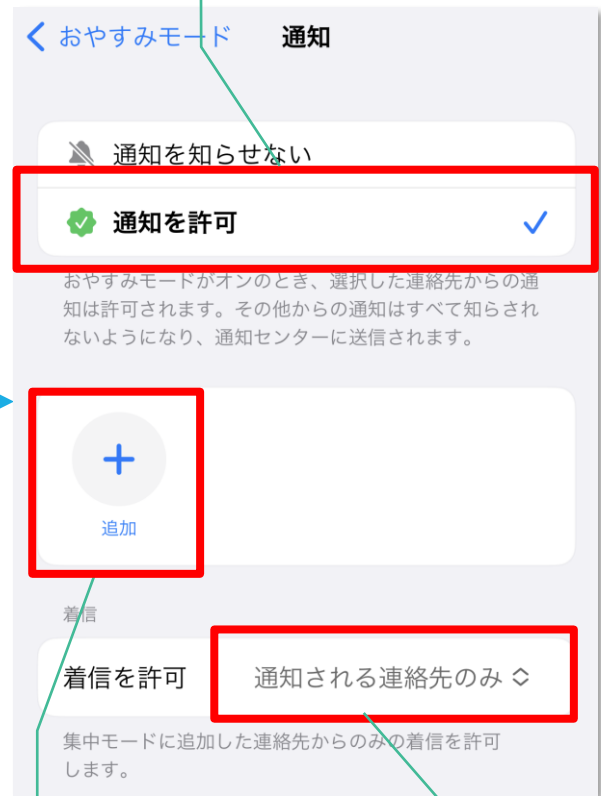 おやすみモード 通知
通知を知らせない
通知を許可
おやすみモードがオンのとき、選択した連絡先からの通
知は許可されます。その他からの通知はすべて知らされ
ないようになり、通知センターに送信されます。
追加
着信
着信を許可 通知される連絡先のみ
集中モードに追加した連絡先からのみの着信を許可
します。